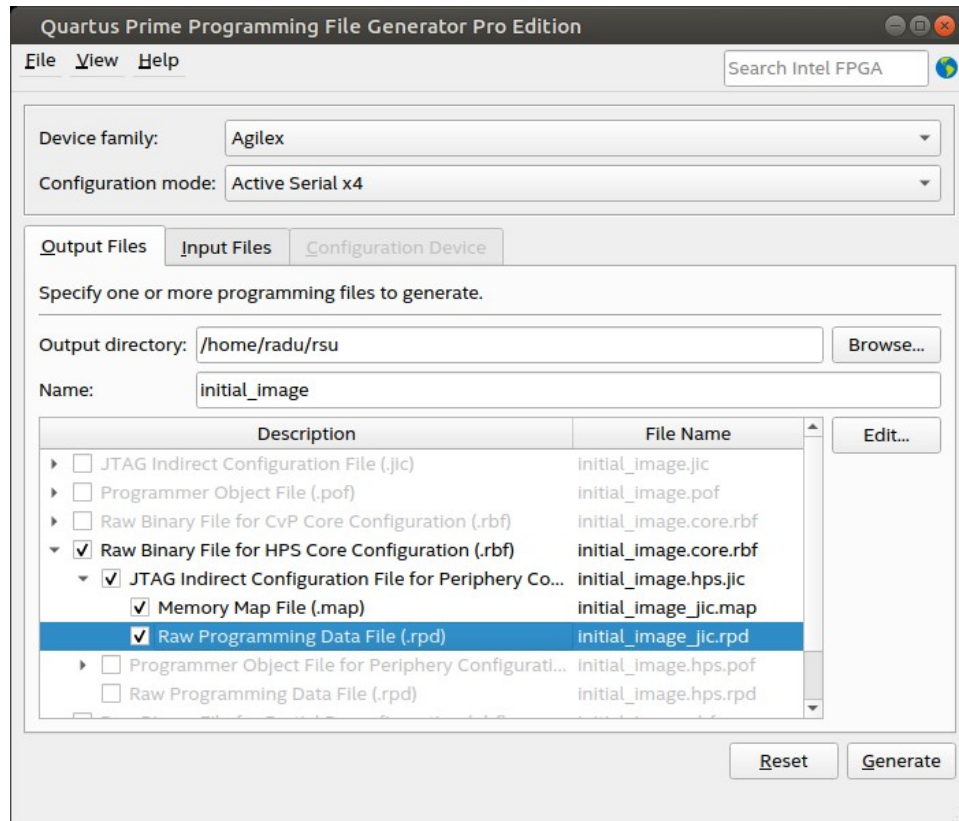 Quartus Prime Programming File Generator Pro Edition
File View Help Search Intel FPGA
Device family: Agilex
Configuration mode: Active Serial x4
Output Files Input Files Configuration Device
Specify one or more programming files to generate.
Output directory: /home/radu/rsu Browse...
Name: initial_image
Description File Name Edit...
JTAG Indirect Configuration File (.jic) initial_image.jic
Programmer Object File (.pof) initial_image.pof
Raw Binary File for CvP Core Configuration (.rbf) initial_image.core.rbf
Raw Binary File for HPS Core Configuration (.rbf) initial_image.core.rbf
JTAG Indirect Configuration File for Periphery Co... initial_image.hps.jic
Memory Map File (.map) initial_image_jic.map
Raw Programming Data File (.rpd) initial_image_jic.rpd
Programmer Object File for Periphery Configurati... initial_image.hps.pof
Raw Programming Data File (.rpd) initial_image.hps.rpd
Reset Generate